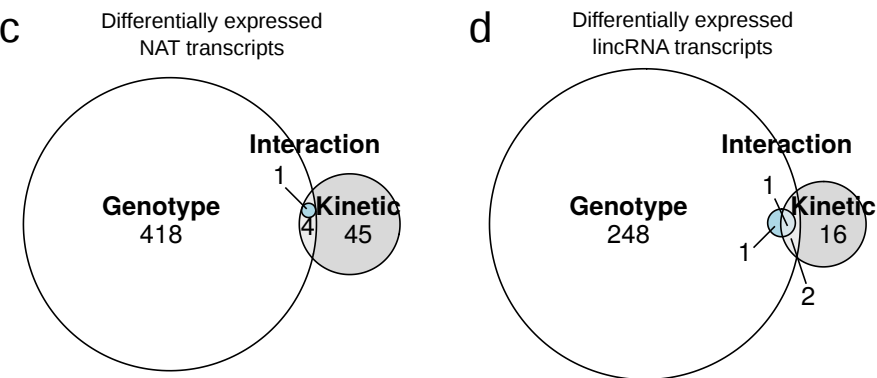 c
Differentially expressed
NAT transcripts
Interaction
1
Genotype
418
Kinetic
4
45
d
Differentially expressed
lincRNA transcripts
Interaction
1
Genotype
248
Kinetic
16
1
2